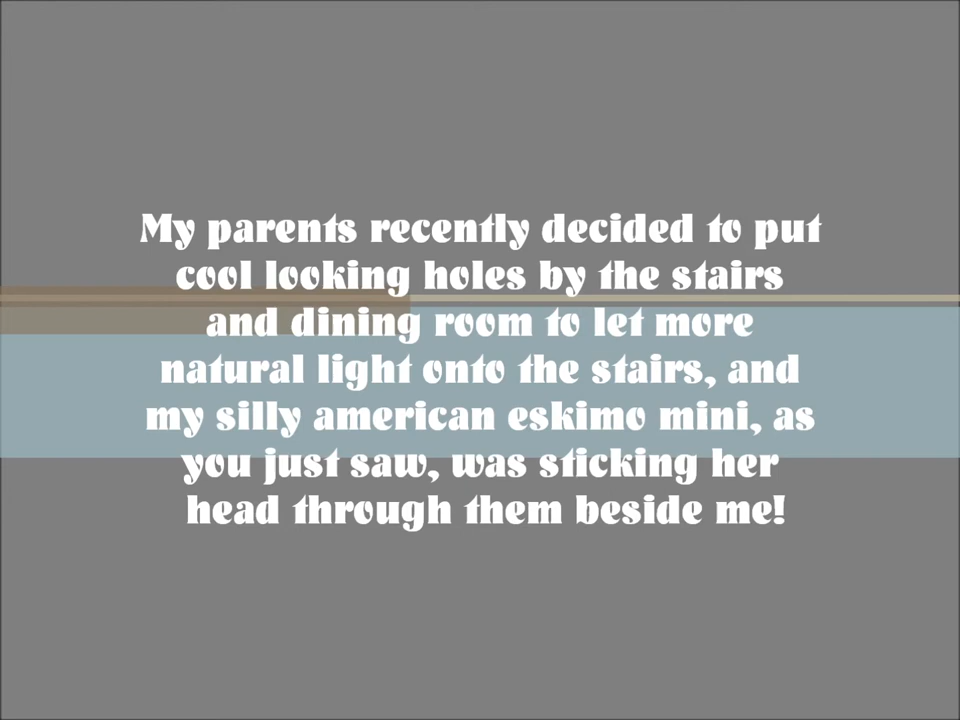 My parents recently decided to put
cool looking holes by the stairs
and dining room to let more
natural light onto the stairs, and
my silly american eskimo mini, as
you just saw, was sticking her
head through them beside me!